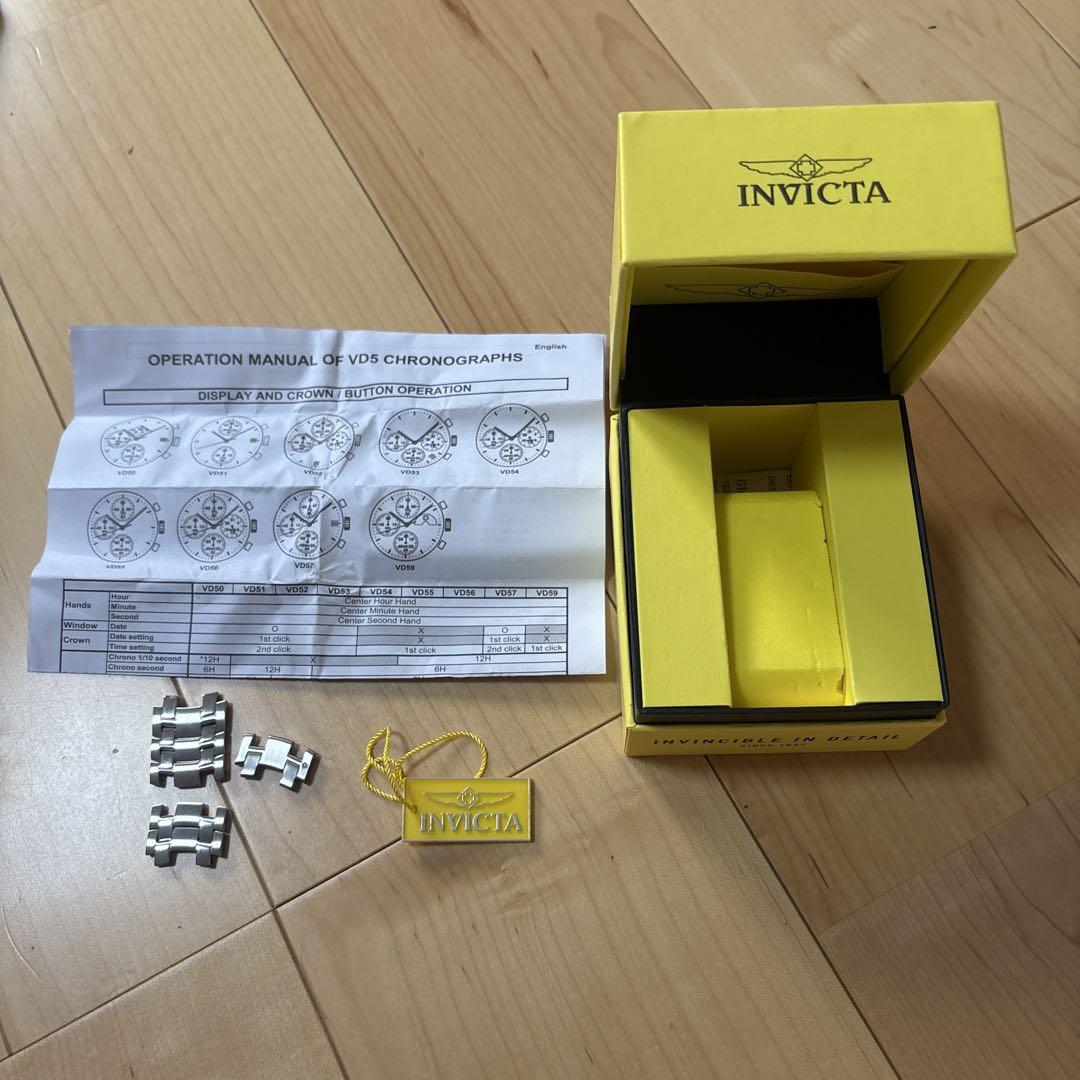 English
OPERATION MANUAL OF VD5 CHRONOGRAPHS
DISPLAY AND CROWN / BUTTON OPERATION
VD50 VD51 VD52 VD53 VD54
VD55 VD56 VD57 VD59
VD50 VD51 VD52 VD53 VD54 VD55 VD56 VD57 VD59
Hands Hour Center Hour Hand
Minute Center Minute Hand
Second Center Second Hand
Window Date O X O X
Crown Date setting 1st click X 1st click X
Time setting 2nd click 1st click 2nd click 1st click
Chrono 1/10 second *12H X 12H
Chrono second 6H 12H 6H
INVICTA
INVINCIBLE IN DETAIL
SINCE 1837
INVICTA